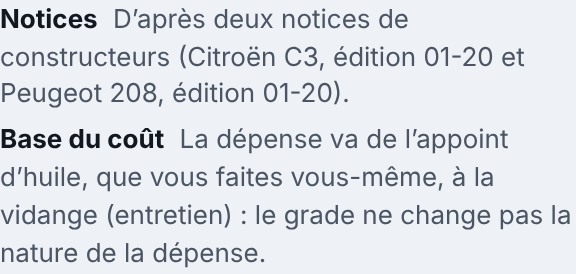 Notices D’après deux notices de
constructeurs (Citroën C3, édition 01-20 et
Peugeot 208, édition 01-20).
Base du coût La dépense va de l’appoint
d’huile, que vous faites vous-même, à la
vidange (entretien) : le grade ne change pas la
nature de la dépense.